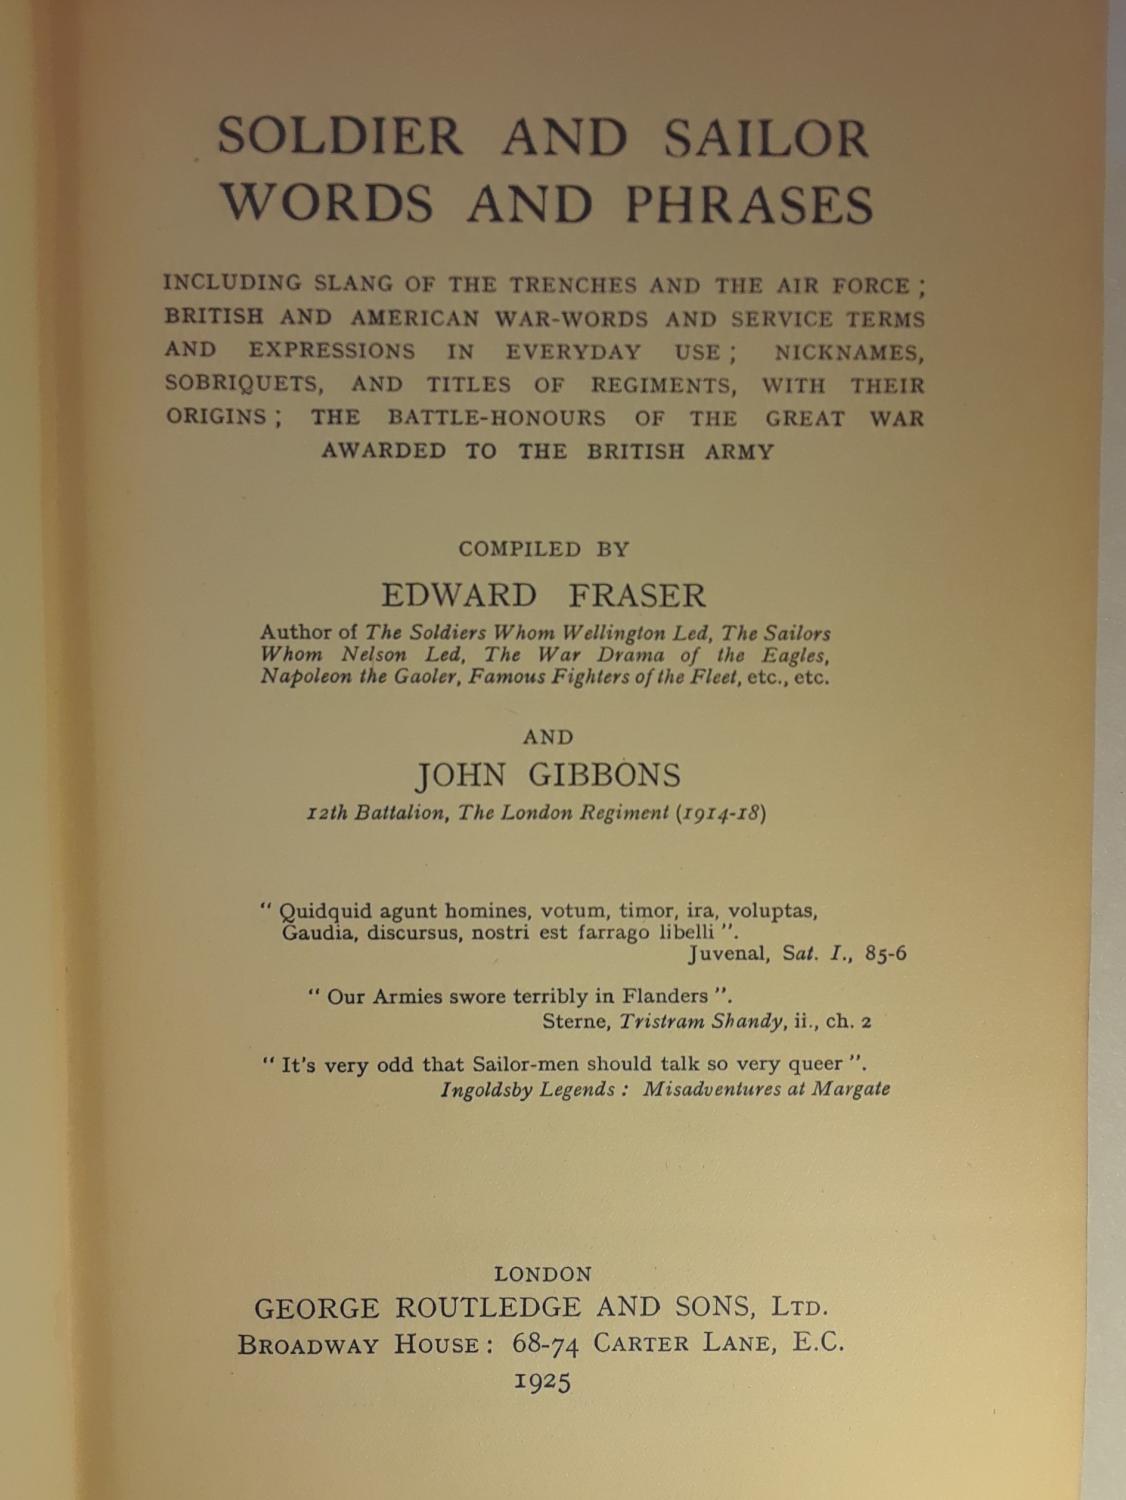 SOLDIER AND SAILOR
WORDS AND PHRASES
INCLUDING SLANG OF THE TRENCHES AND THE AIR FORCE;
BRITISH AND AMERICAN WAR-WORDS AND SERVICE TERMS
AND EXPRESSIONS IN EVERYDAY USE; NICKNAMES,
SOBRIQUETS, AND TITLES OF REGIMENTS, WITH THEIR
ORIGINS; THE BATTLE-HONOURS OF THE GREAT WAR
AWARDED TO THE BRITISH ARMY
COMPILED BY
EDWARD FRASER
Author of The Soldiers Whom Wellington Led, The Sailors
Whom Nelson Led, The War Drama of the Eagles,
Napoleon the Gaoler, Famous Fighters of the Fleet, etc., etc.
AND
JOHN GIBBONS
12th Battalion, The London Regiment (1914-18)
“ Quidquid agunt homines, votum, timor, ira, voluptas,
Gaudia, discursus, nostri est farrago libelli ”.
Juvenal, Sat. I., 85-6
“ Our Armies swore terribly in Flanders ”.
Sterne, Tristram Shandy, ii., ch. 2
“ It's very odd that Sailor-men should talk so very queer ”.
Ingoldsby Legends : Misadventures at Margate
LONDON
GEORGE ROUTLEDGE AND SONS, LTD.
BROADWAY HOUSE: 68-74 CARTER LANE, E.C.
1925